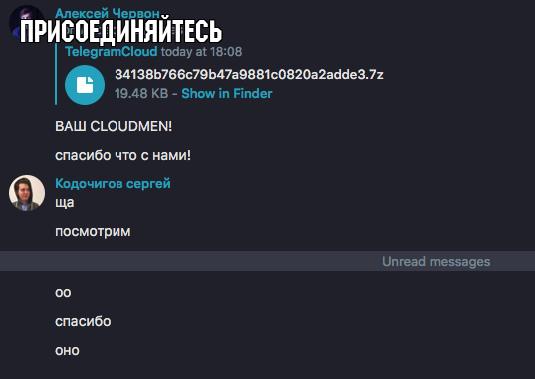 Алексей Червон
ПРИСОЕДИНЯЙТЕСЬ
TelegramCloud today at 18:08
34138b766c79b47a9881c0820a2adde3.7z
19.48 KB - Show in Finder
ВАШ CLOUDMEN!
спасибо что с нами!
Кодочигов сергей
ща
посмотрим
Unread messages
оо
спасибо
оно